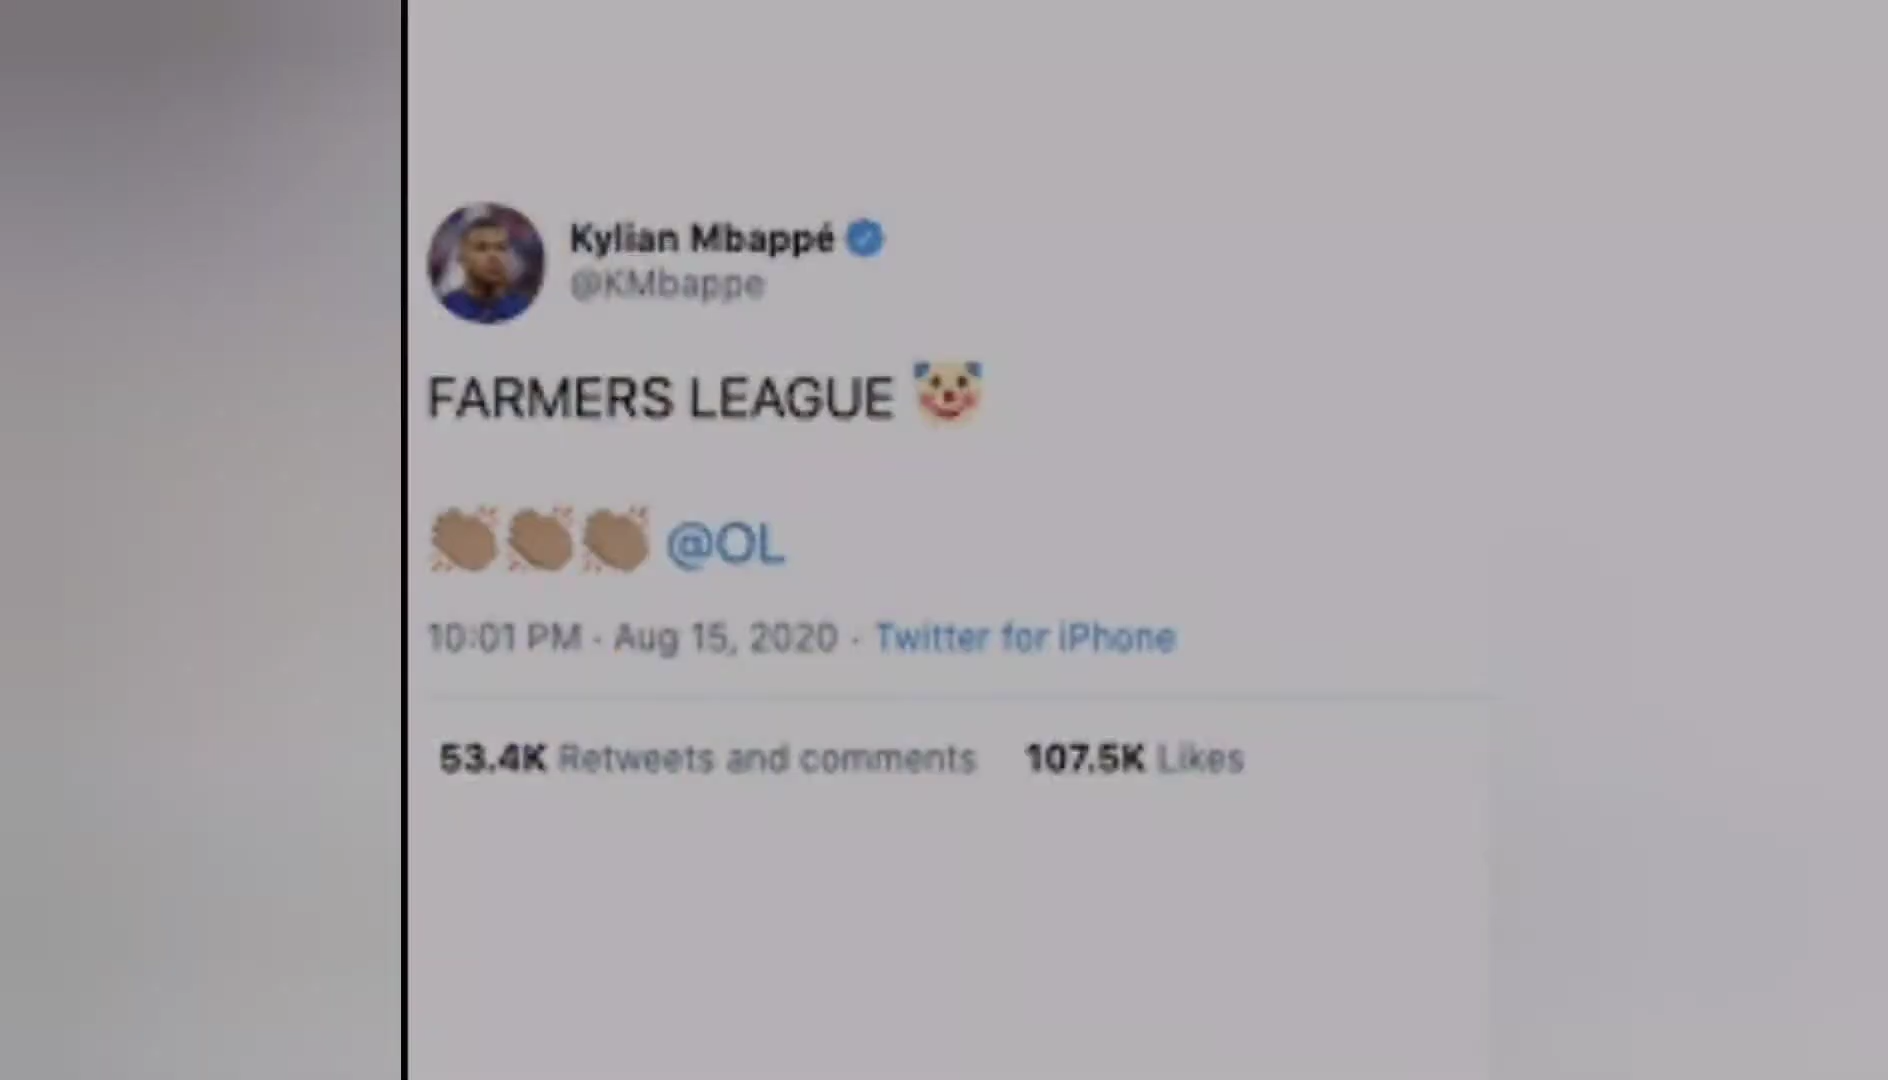 Kylian Mbappé
@KMbappe
FARMERS LEAGUE 🤡
👏🏽👏🏽👏🏽 @OL
10:01 PM · Aug 15, 2020 · Twitter for iPhone
53.4K Retweets and comments 107.5K Likes